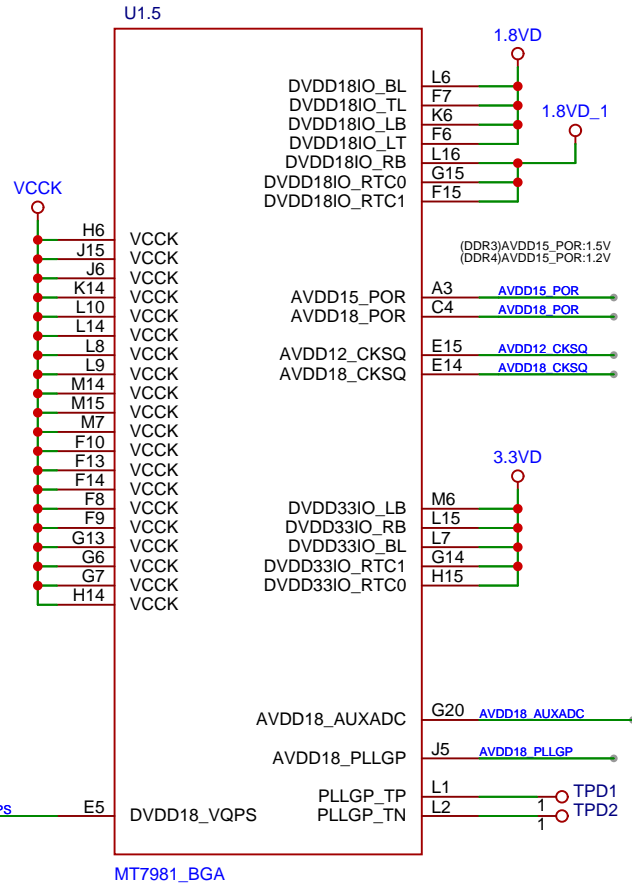 U1.5
1.8VD
DVDD18IO_BL L6
DVDD18IO_TL F7
DVDD18IO_LB K6
1.8VD_1
DVDD18IO_LT F6
DVDD18IO_RB L16
DVDD18IO_RTC0 G15
DVDD18IO_RTC1 F15
VCCK
H6 VCCK
J15 VCCK
J6 VCCK
K14 VCCK
L10 VCCK
L14 VCCK
L8 VCCK
L9 VCCK
M14 VCCK
M15 VCCK
M7 VCCK
F10 VCCK
F13 VCCK
F14 VCCK
F8 VCCK
F9 VCCK
G13 VCCK
G6 VCCK
G7 VCCK
H14 VCCK
(DDR3)AVDD15_POR:1.5V
(DDR4)AVDD15_POR:1.2V
AVDD15_POR A3 AVDD15_POR
AVDD18_POR C4 AVDD18_POR
AVDD12_CKSQ E15 AVDD12_CKSQ
AVDD18_CKSQ E14 AVDD18_CKSQ
3.3VD
DVDD33IO_LB M6
DVDD33IO_RB L15
DVDD33IO_BL L7
DVDD33IO_RTC1 G14
DVDD33IO_RTC0 H15
AVDD18_AUXADC G20 AVDD18_AUXADC
AVDD18_PLLGP J5 AVDD18_PLLGP
PLLGP_TP L1 1 TPD1
PLLGP_TN L2 1 TPD2
PS E5 DVDD18_VQPS
MT7981_BGA